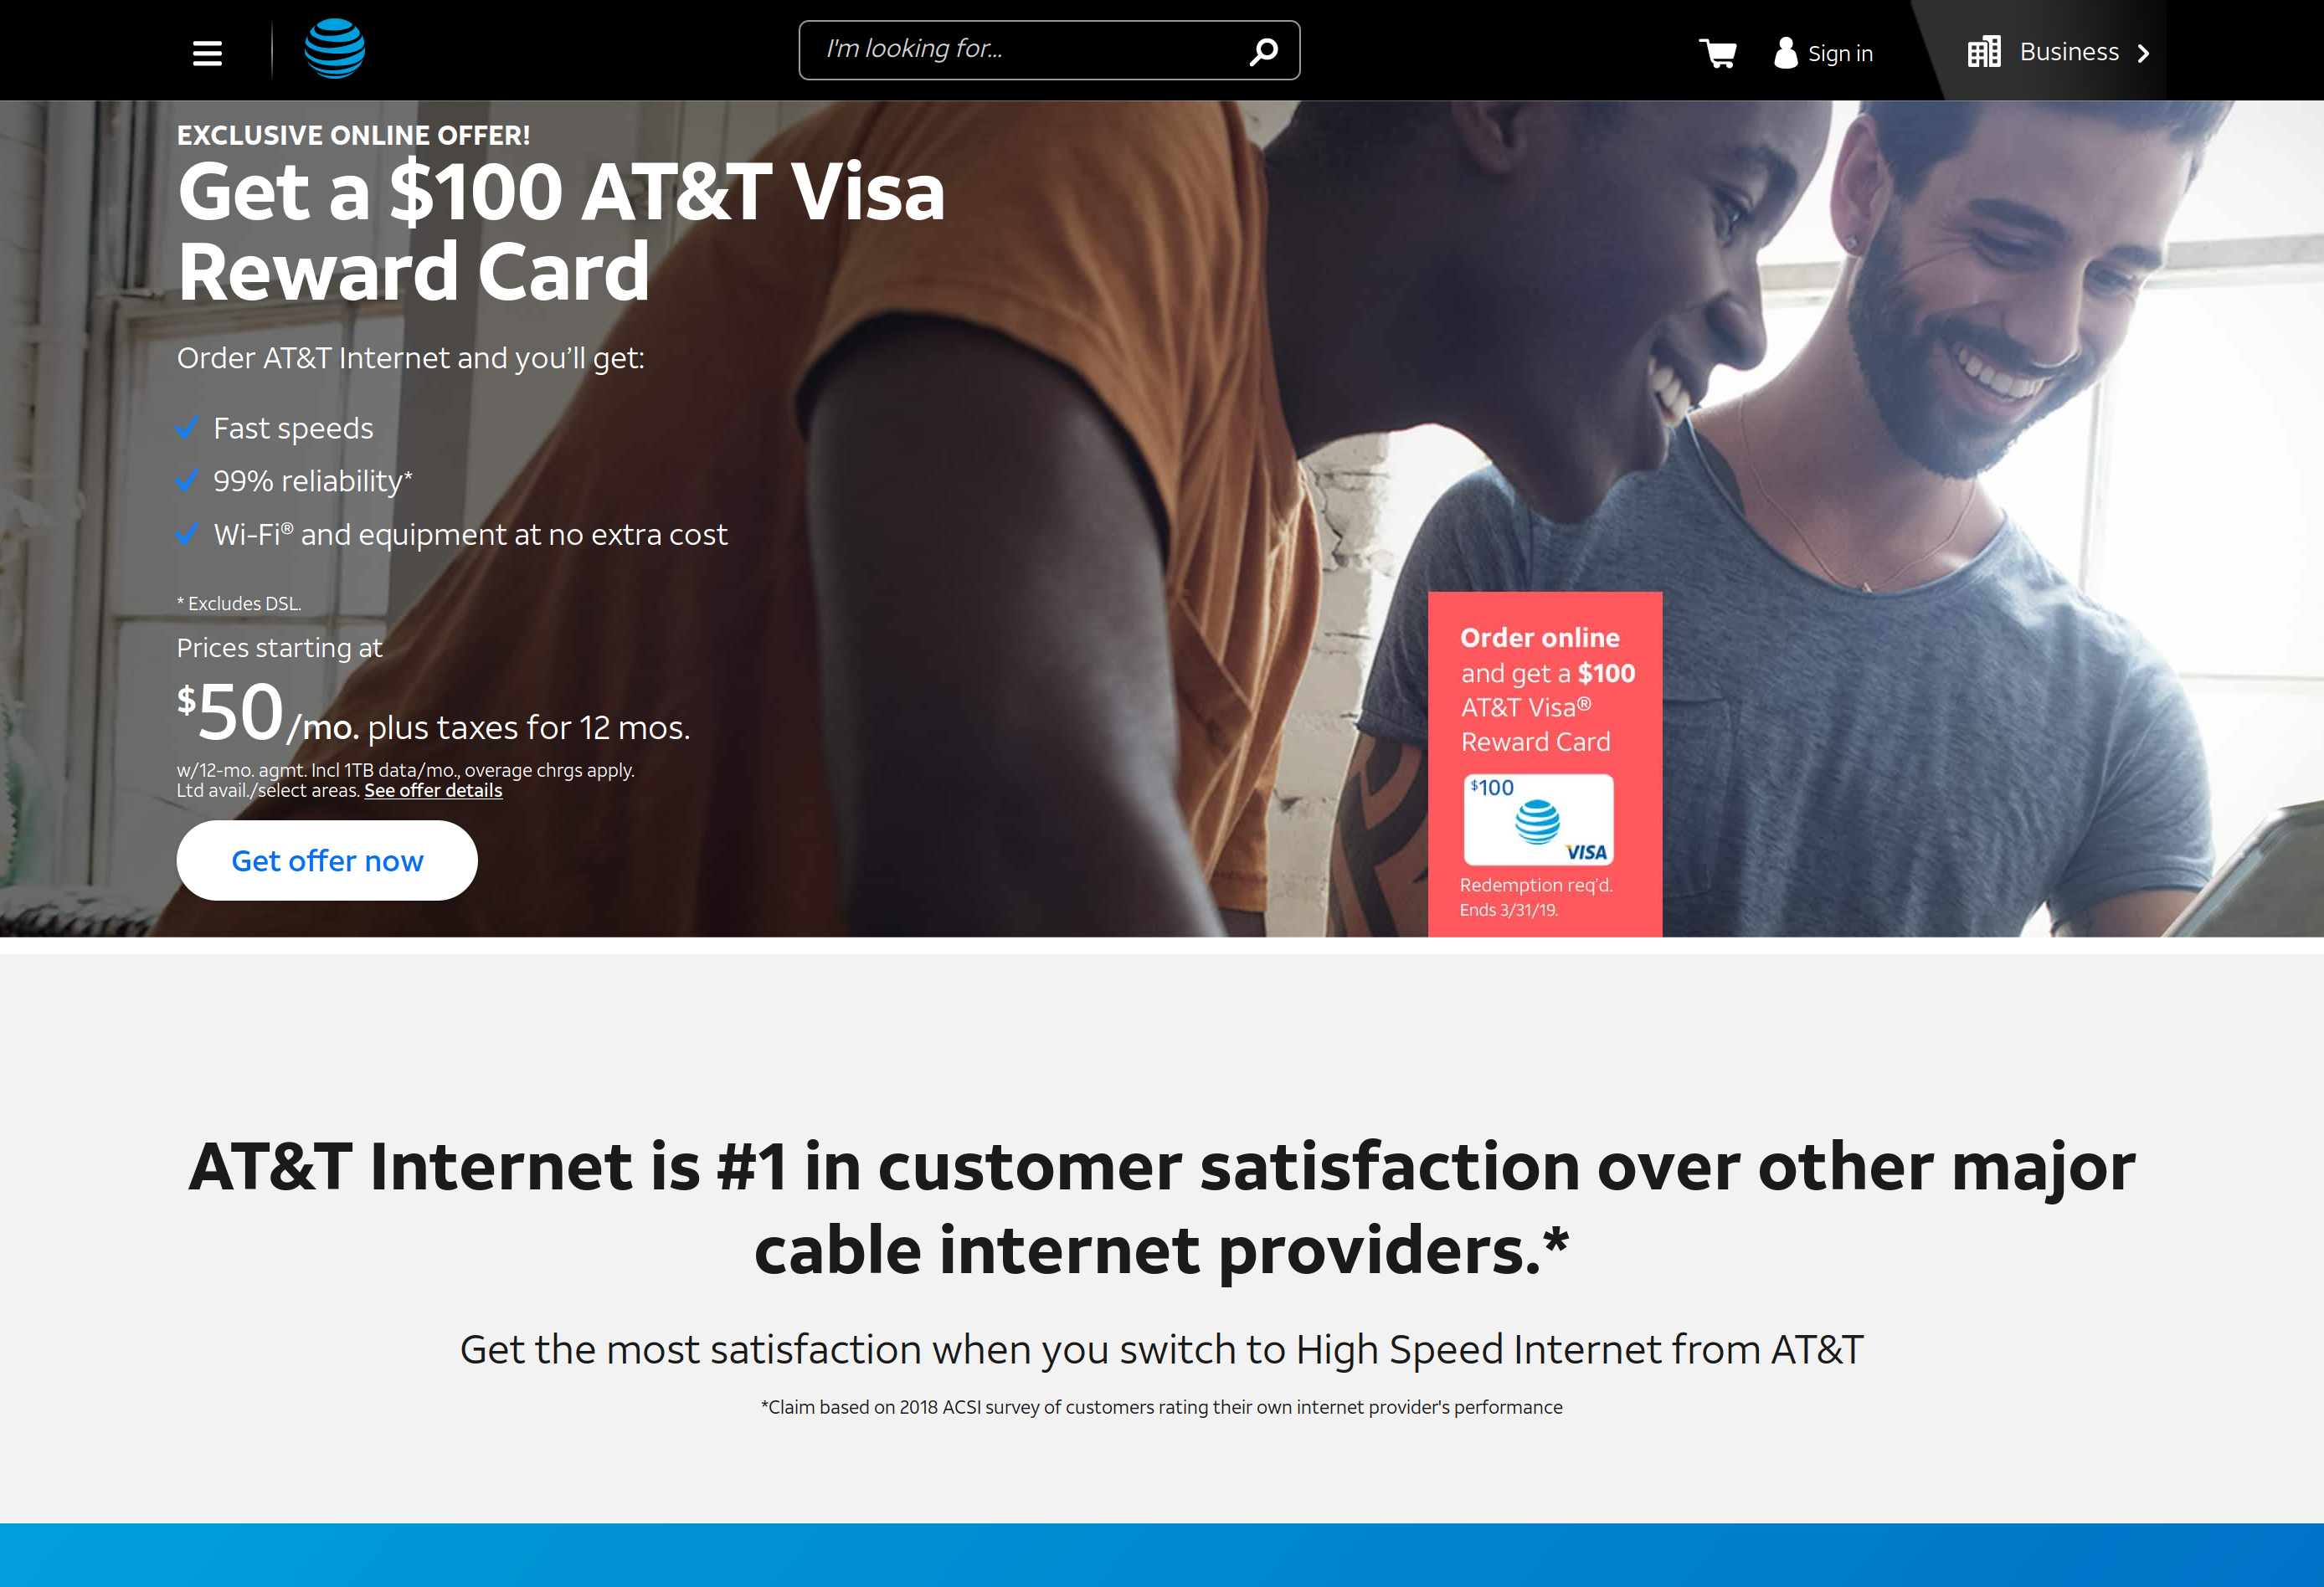 I'm looking for...
Sign in
Business
EXCLUSIVE ONLINE OFFER!
Get a $100 AT&T Visa
Reward Card
Order AT&T Internet and you’ll get:
Fast speeds
99% reliability*
Wi-Fi® and equipment at no extra cost
* Excludes DSL.
Prices starting at
$50/mo. plus taxes for 12 mos.
w/12-mo. agmt. Incl 1TB data/mo., overage chrgs apply.
Ltd avail./select areas. See offer details
Get offer now
Order online
and get a $100
AT&T Visa®
Reward Card
$100
VISA
Redemption req'd.
Ends 3/31/19.
AT&T Internet is #1 in customer satisfaction over other major
cable internet providers.*
Get the most satisfaction when you switch to High Speed Internet from AT&T
*Claim based on 2018 ACSI survey of customers rating their own internet provider's performance